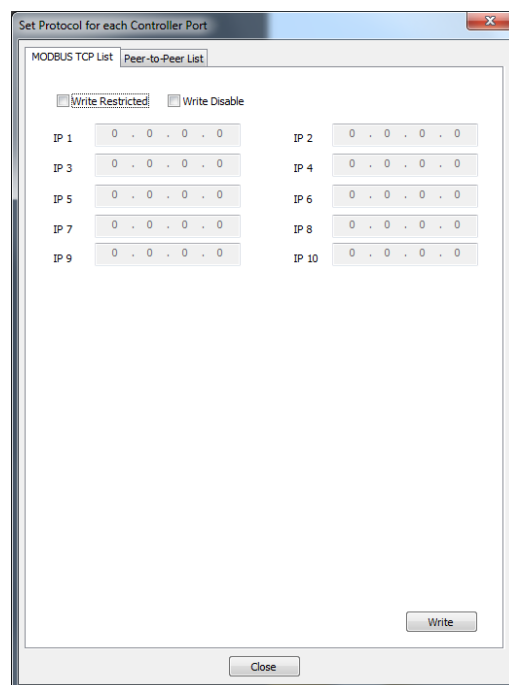 Set Protocol for each Controller Port
MODBUS TCP List Peer-to-Peer List
Write Restricted Write Disable
IP 1 0 . 0 . 0 . 0 IP 2 0 . 0 . 0 . 0
IP 3 0 . 0 . 0 . 0 IP 4 0 . 0 . 0 . 0
IP 5 0 . 0 . 0 . 0 IP 6 0 . 0 . 0 . 0
IP 7 0 . 0 . 0 . 0 IP 8 0 . 0 . 0 . 0
IP 9 0 . 0 . 0 . 0 IP 10 0 . 0 . 0 . 0
Write
Close